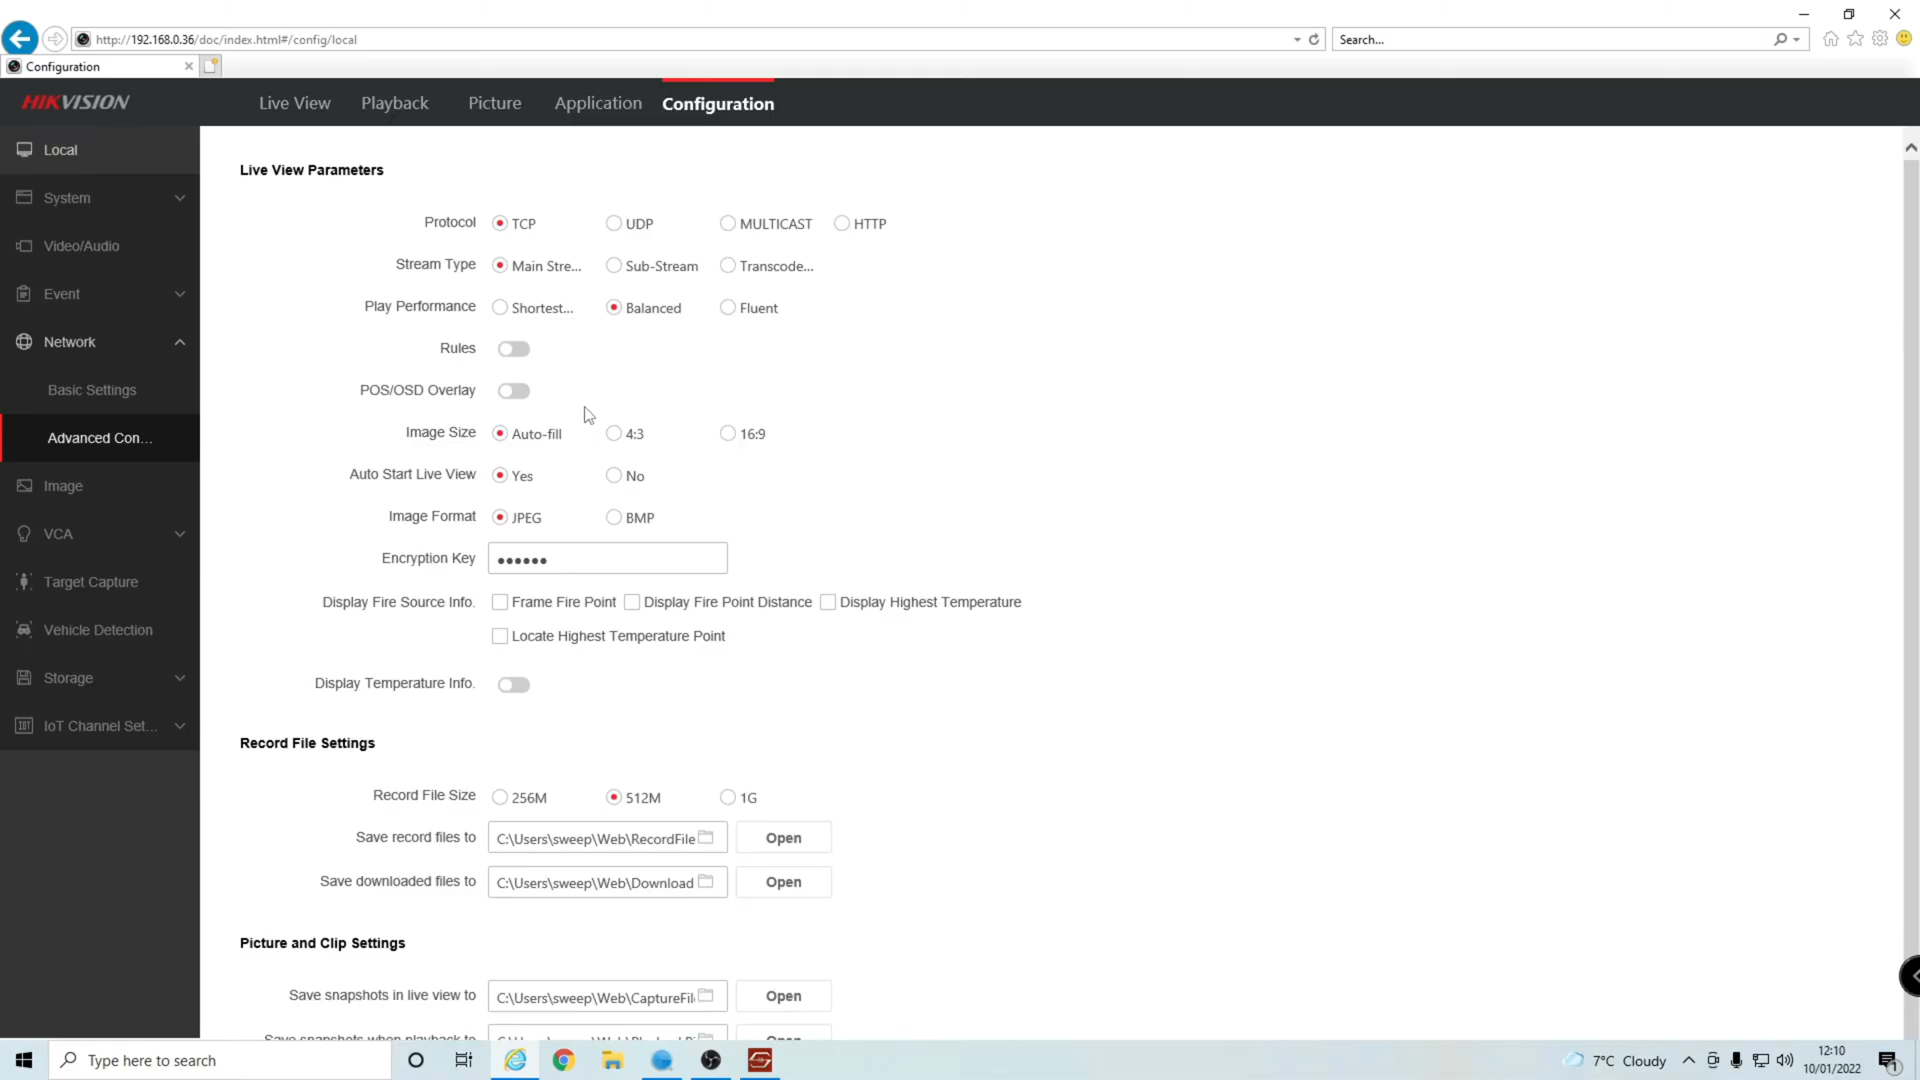 http://192.168.0.36/doc/index.html#/config/local
Search...
Configuration
HIKVISION
Live View Playback Picture Application Configuration
Local
System
Video/Audio
Event
Network
Basic Settings
Advanced Con...
Image
VCA
Target Capture
Vehicle Detection
Storage
IoT Channel Set...
Live View Parameters
Protocol TCP UDP MULTICAST HTTP
Stream Type Main Stre... Sub-Stream Transcode...
Play Performance Shortest... Balanced Fluent
Rules
POS/OSD Overlay
Image Size Auto-fill 4:3 16:9
Auto Start Live View Yes No
Image Format JPEG BMP
Encryption Key ●●●●●●
Display Fire Source Info. Frame Fire Point Display Fire Point Distance Display Highest Temperature
Locate Highest Temperature Point
Display Temperature Info.
Record File Settings
Record File Size 256M 512M 1G
Save record files to C:\Users\sweep\Web\RecordFile Open
Save downloaded files to C:\Users\sweep\Web\Download Open
Picture and Clip Settings
Save snapshots in live view to C:\Users\sweep\Web\CaptureFil Open
Save snapshots when playback to
Type here to search
7°C Cloudy
12:10
10/01/2022
1